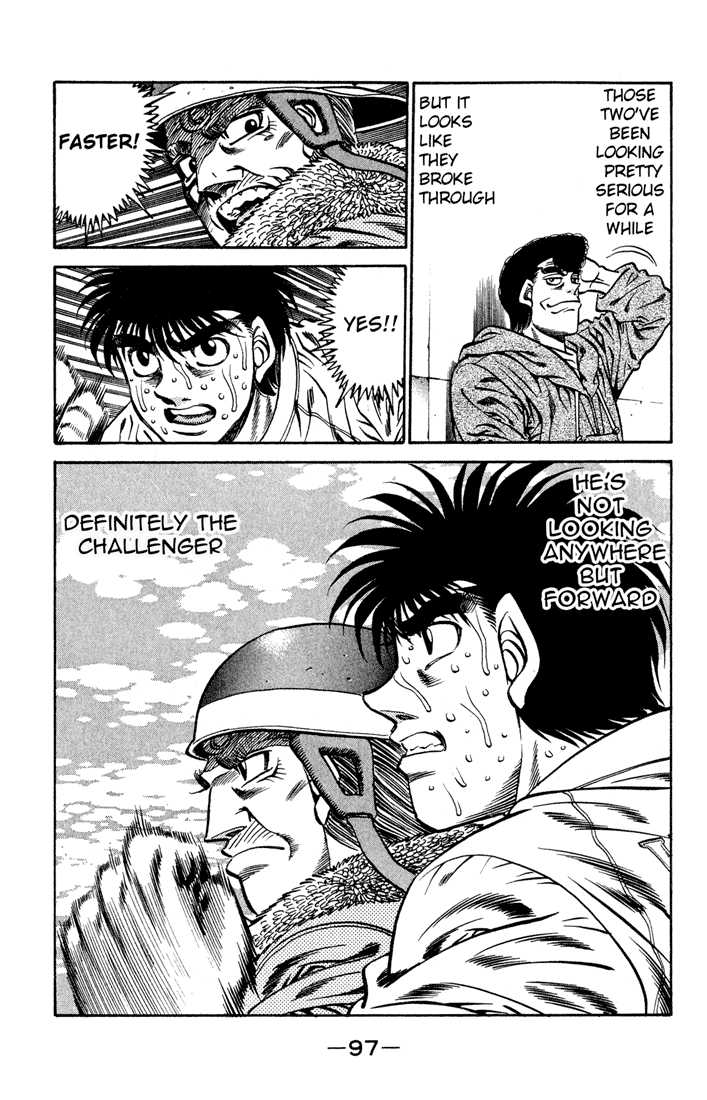 THOSE
TWO'VE
BEEN
LOOKING
PRETTY
SERIOUS
FOR A
WHILE
BUT IT
LOOKS
LIKE
THEY
BROKE
THROUGH
FASTER!
YES!!
HE'S
NOT
LOOKING
ANYWHERE
BUT
FORWARD
DEFINITELY THE
CHALLENGER
—97—